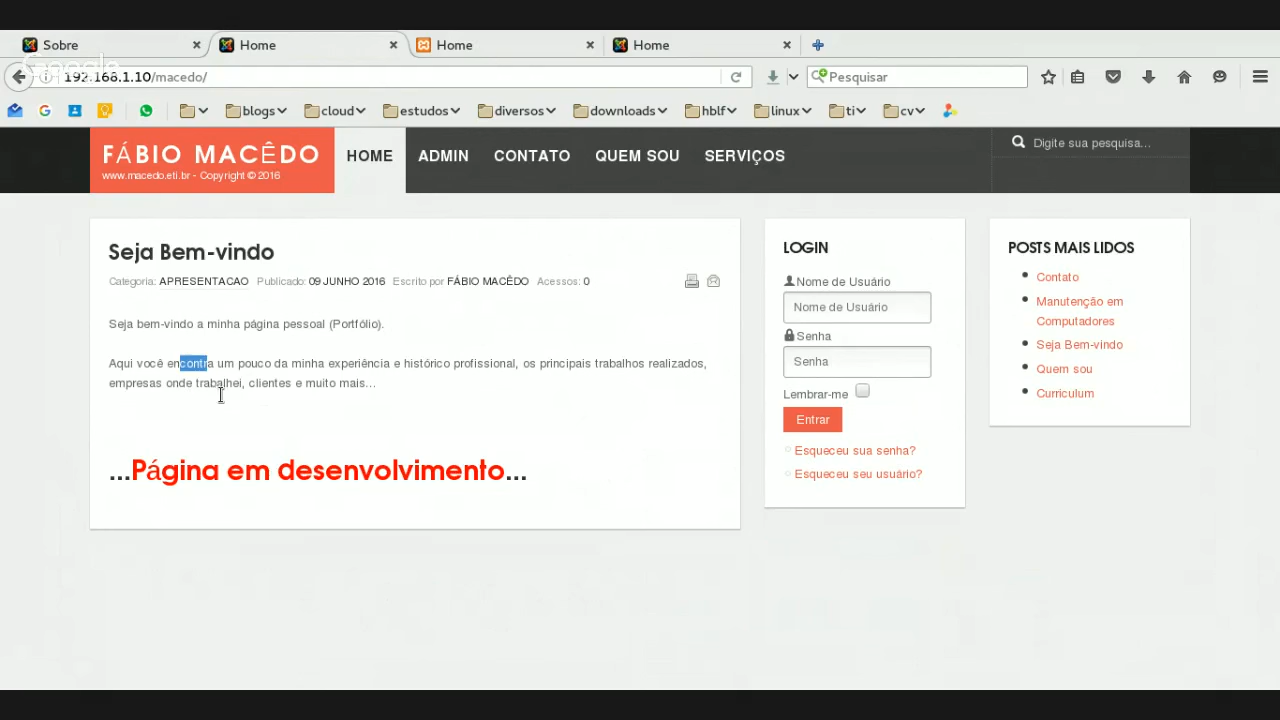 Sobre
Home
Home
Home
Google
192.168.1.10/macedo/
Pesquisar
blogs
cloud
estudos
diversos
downloads
hblf
linux
ti
cv
FÁBIO MACÊDO
www.macedo.eti.br - Copyright © 2016
HOME
ADMIN
CONTATO
QUEM SOU
SERVIÇOS
Digite sua pesquisa...
Seja Bem-vindo
Categoria: APRESENTACAO Publicado: 09 JUNHO 2016 Escrito por FÁBIO MACÊDO Acessos: 0
Seja bem-vindo a minha página pessoal (Portfólio).
Aqui você encontra um pouco da minha experiência e histórico profissional, os principais trabalhos realizados,
empresas onde trabalhei, clientes e muito mais...
...Página em desenvolvimento...
LOGIN
Nome de Usuário
Nome de Usuário
Senha
Senha
Lembrar-me
Entrar
Esqueceu sua senha?
Esqueceu seu usuário?
POSTS MAIS LIDOS
Contato
Manutenção em
Computadores
Seja Bem-vindo
Quem sou
Curriculum